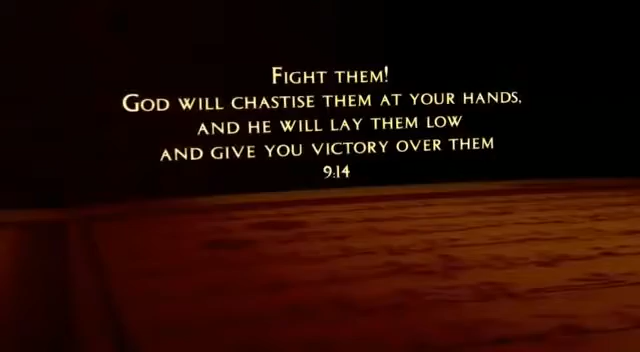 FIGHT THEM!
GOD WILL CHASTISE THEM AT YOUR HANDS,
AND HE WILL LAY THEM LOW
AND GIVE YOU VICTORY OVER THEM
9:14